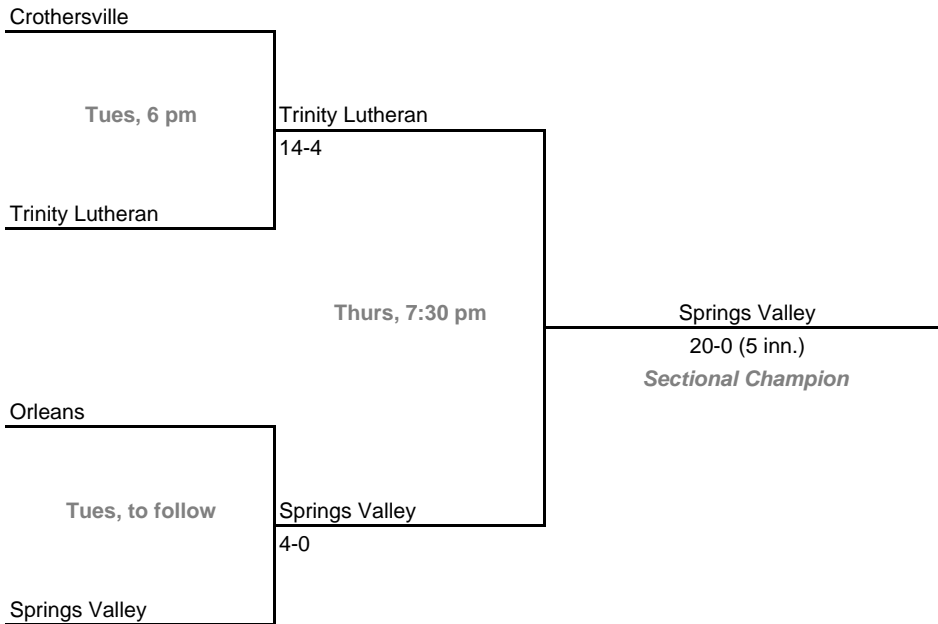 Crothersville
Tues, 6 pm
Trinity Lutheran
14-4
Trinity Lutheran
Thurs, 7:30 pm
Springs Valley
20-0 (5 inn.)
Sectional Champion
Orleans
Tues, to follow
Springs Valley
4-0
Springs Valley